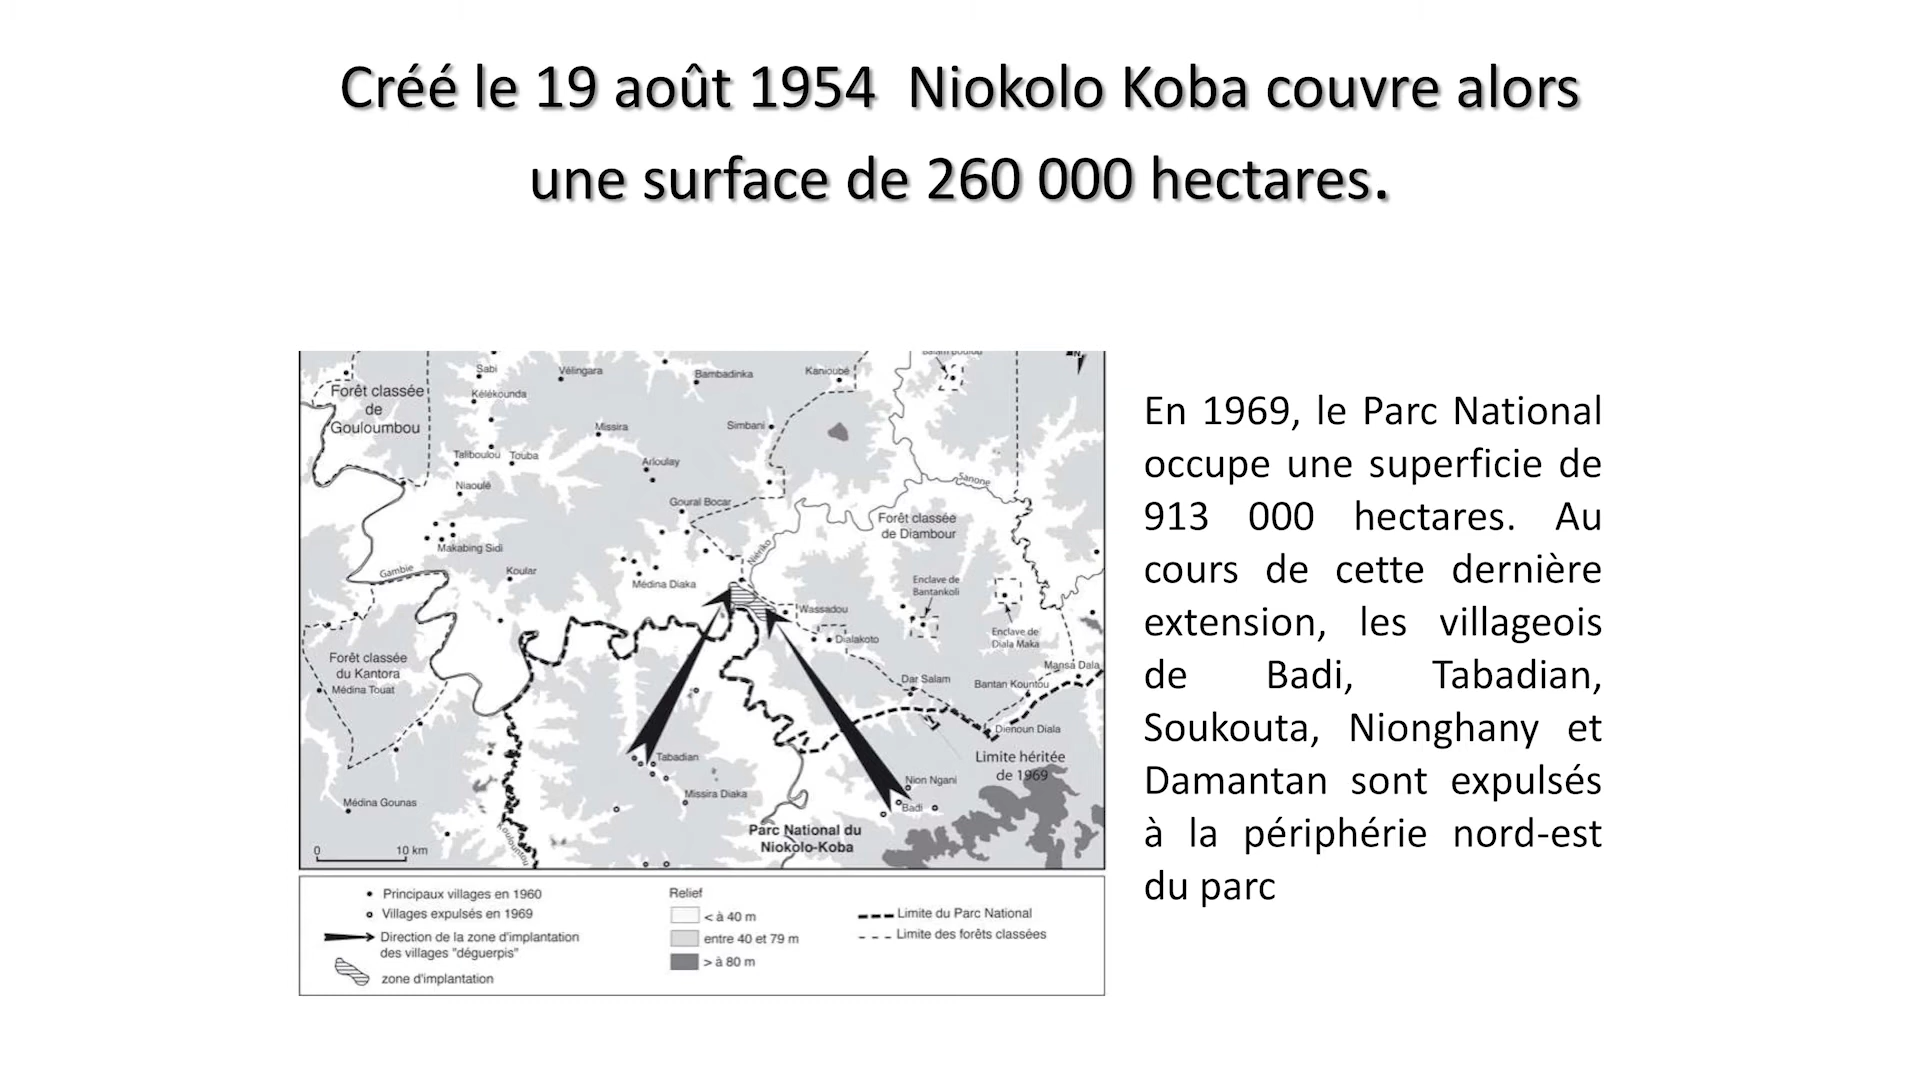 Créé le 19 août 1954 Niokolo Koba couvre alors
une surface de 260 000 hectares.
N
Sabi
Vélingara
Bambadinka
Kanioubé
Forêt classée
de
Gouloumbou
Kélékounda
Missira
Simbani
Taliboulou
Touba
Arioulay
Niaoulé
Sanone
Goural Bocar
Forêt classée
de Diambour
Makabing Sidi
Niériko
Gambie
Koular
Médina Diaka
Enclave de
Bantankoli
Wassadou
Enclave de
Diala Maka
Dialakoto
Forêt classée
du Kantora
Médina Touat
Mansa Dala
Dar Salam
Bantan Kountou
Dienoun Diala
Limite héritée
de 1969
Tabadian
Nion Ngani
Missira Diaka
Badi
Médina Gounas
Parc National du
Niokolo-Koba
Koulountou
0 10 km
Principaux villages en 1960
Villages expulsés en 1969
Direction de la zone d'implantation
des villages "déguerpis"
zone d'implantation
Relief
< à 40 m
entre 40 et 79 m
> à 80 m
Limite du Parc National
Limite des forêts classées
En 1969, le Parc National
occupe une superficie de
913 000 hectares. Au
cours de cette dernière
extension, les villageois
de Badi, Tabadian,
Soukouta, Nionghany et
Damantan sont expulsés
à la périphérie nord-est
du parc